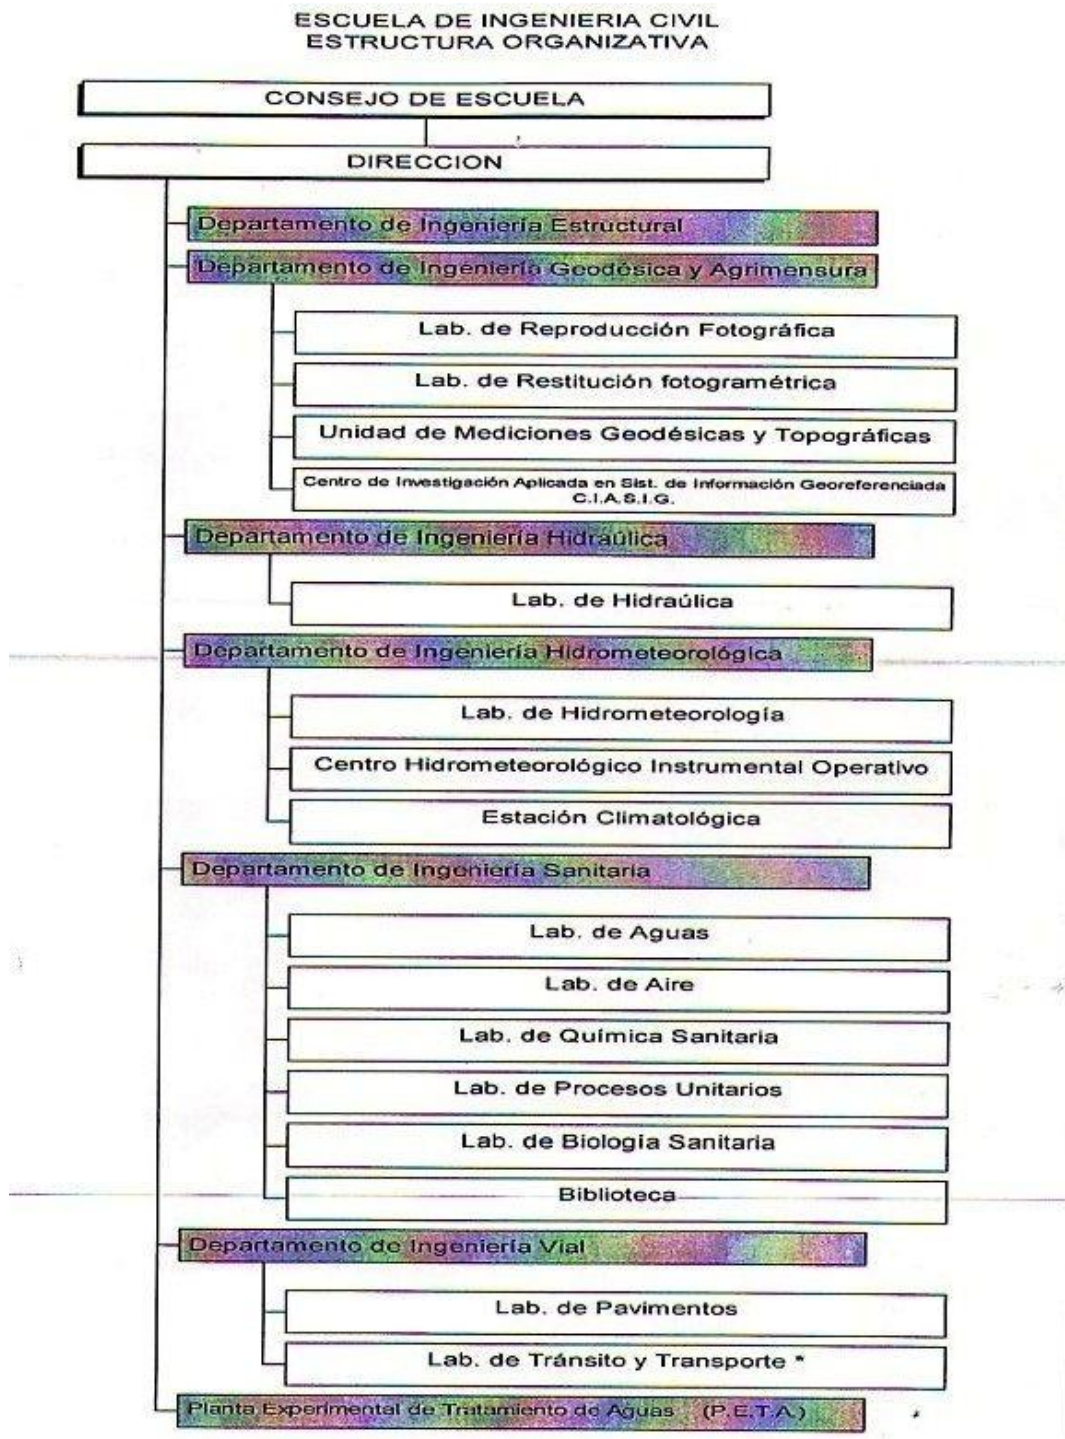 ESCUELA DE INGENIERIA CIVIL
ESTRUCTURA ORGANIZATIVA
CONSEJO DE ESCUELA
DIRECCION
Departamento de Ingeniería Estructural
Departamento de Ingeniería Geodésica y Agrimensura
Lab. de Reproducción Fotográfica
Lab. de Restitución fotogramétrica
Unidad de Mediciones Geodésicas y Topográficas
Centro de Investigación Aplicada en Sist. de Información Georeferenciada
C.I.A.S.I.G.
Departamento de Ingeniería Hidraúlica
Lab. de Hidraúlica
Departamento de Ingeniería Hidrometeorológica
Lab. de Hidrometeorología
Centro Hidrometeorológico Instrumental Operativo
Estación Climatológica
Departamento de Ingeniería Sanitaria
Lab. de Aguas
Lab. de Aire
Lab. de Química Sanitaria
Lab. de Procesos Unitarios
Lab. de Biología Sanitaria
Biblioteca
Departamento de Ingeniería Vial
Lab. de Pavimentos
Lab. de Tránsito y Transporte *
Planta Experimental de Tratamiento de Aguas (P.E.T.A.)